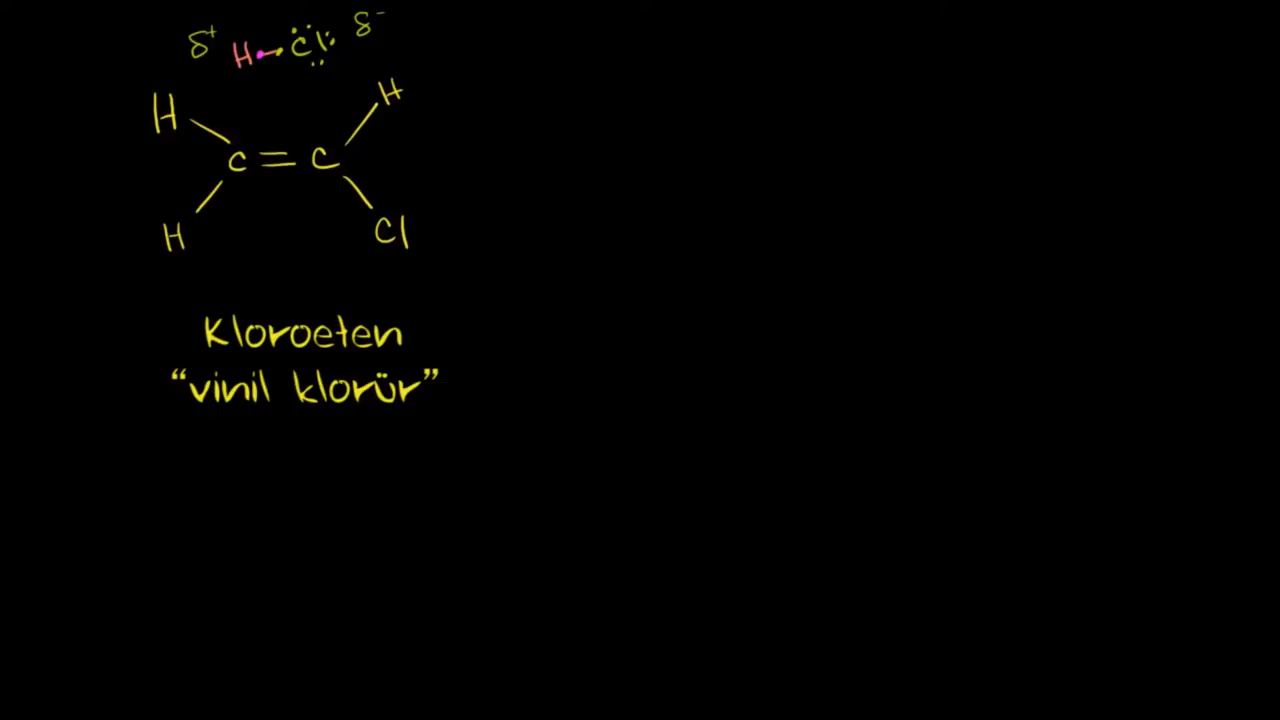 δ+ H–Cl δ-
H H
C = C
H Cl
Kloroeten
“vinil klorür”